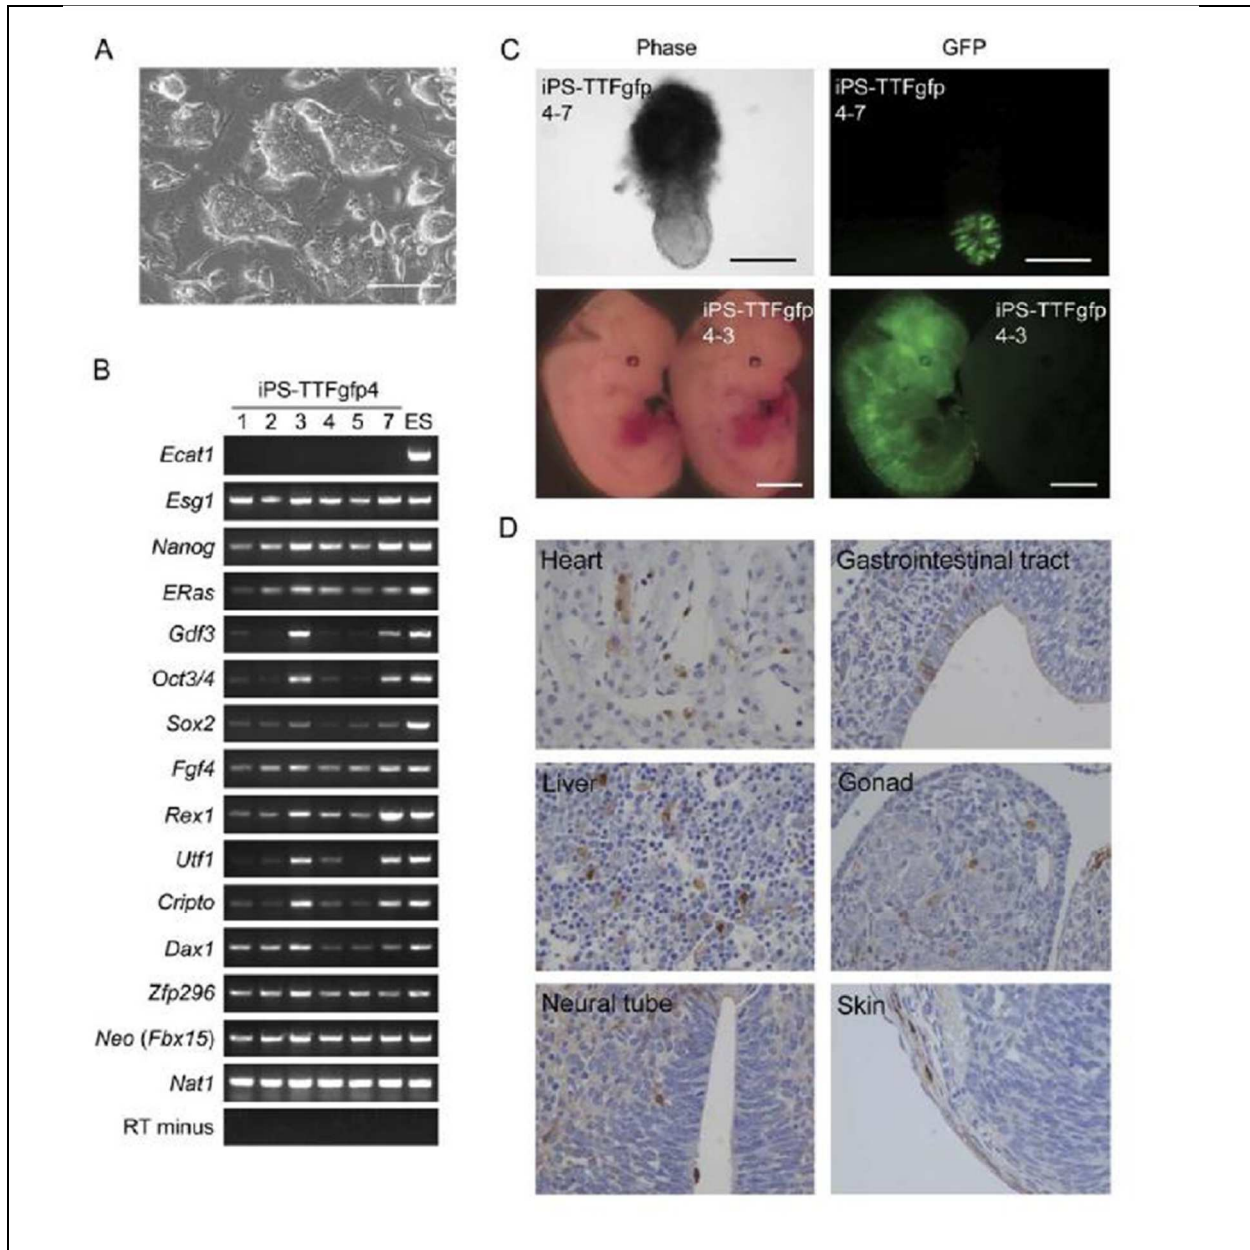 A
B
iPS-TTFgfp4
1 2 3 4 5 7 ES
Ecat1
Esg1
Nanog
ERas
Gdf3
Oct3/4
Sox2
Fgf4
Rex1
Utf1
Cripto
Dax1
Zfp296
Neo (Fbx15)
Nat1
RT minus
C
Phase GFP
iPS-TTFgfp
4-7
iPS-TTFgfp
4-7
iPS-TTFgfp
4-3
iPS-TTFgfp
4-3
D
Heart
Gastrointestinal tract
Liver
Gonad
Neural tube
Skin